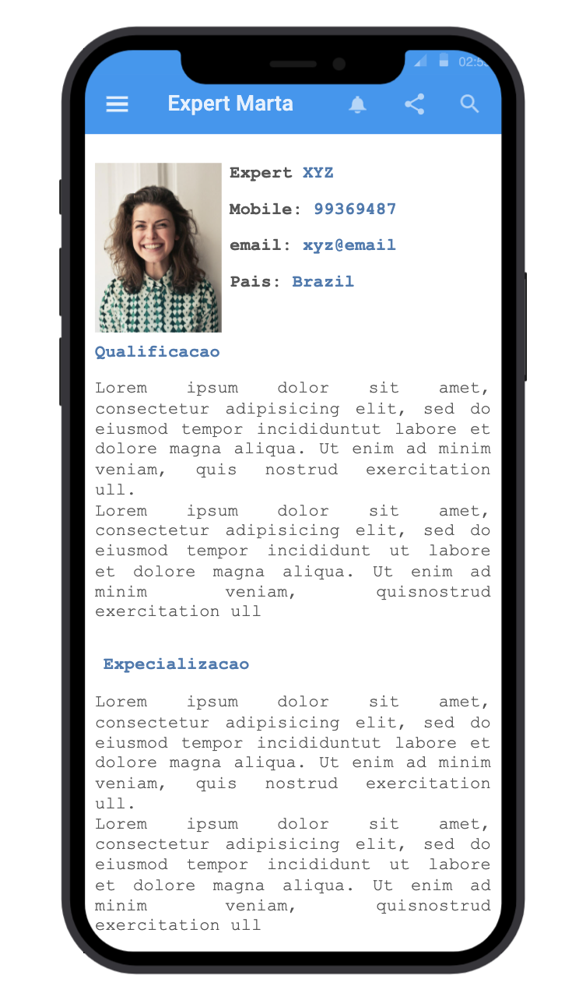 Expert Marta
Expert XYZ
Mobile: 99369487
email: xyz@email
Pais: Brazil
Qualificacao
Lorem ipsum dolor sit amet,
consectetur adipisicing elit, sed do
eiusmod tempor incididuntut labore et
dolore magna aliqua. Ut enim ad minim
veniam, quis nostrud exercitation
ull.
Lorem ipsum dolor sit amet,
consectetur adipisicing elit, sed do
eiusmod tempor incididunt ut labore
et dolore magna aliqua. Ut enim ad
minim veniam, quisnostrud
exercitation ull
Expecializacao
Lorem ipsum dolor sit amet,
consectetur adipisicing elit, sed do
eiusmod tempor incididuntut labore et
dolore magna aliqua. Ut enim ad minim
veniam, quis nostrud exercitation
ull.
Lorem ipsum dolor sit amet,
consectetur adipisicing elit, sed do
eiusmod tempor incididunt ut labore
et dolore magna aliqua. Ut enim ad
minim veniam, quisnostrud
exercitation ull